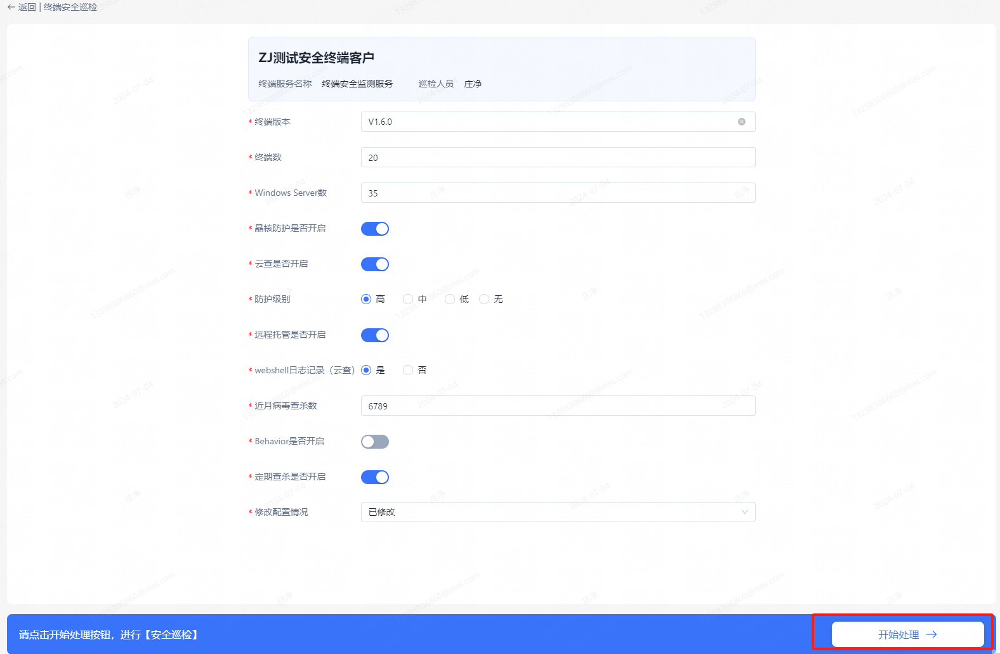 ← 返回 | 终端安全巡检
ZJ测试安全终端客户
终端服务名称 终端安全监测服务 巡检人员 庄净
* 终端版本 V1.6.0
* 终端数 20
* Windows Server数 35
* 晶核防护是否开启
* 云查是否开启
* 防护级别 高 中 低 无
* 远程托管是否开启
* webshell日志记录（云查） 是 否
* 近月病毒查杀数 6789
* Behavior是否开启
* 定期查杀是否开启
* 修改配置情况 已修改
请点击开始处理按钮，进行【安全巡检】
开始处理 →
13298306860@mss.com
2024-07-04
庄净